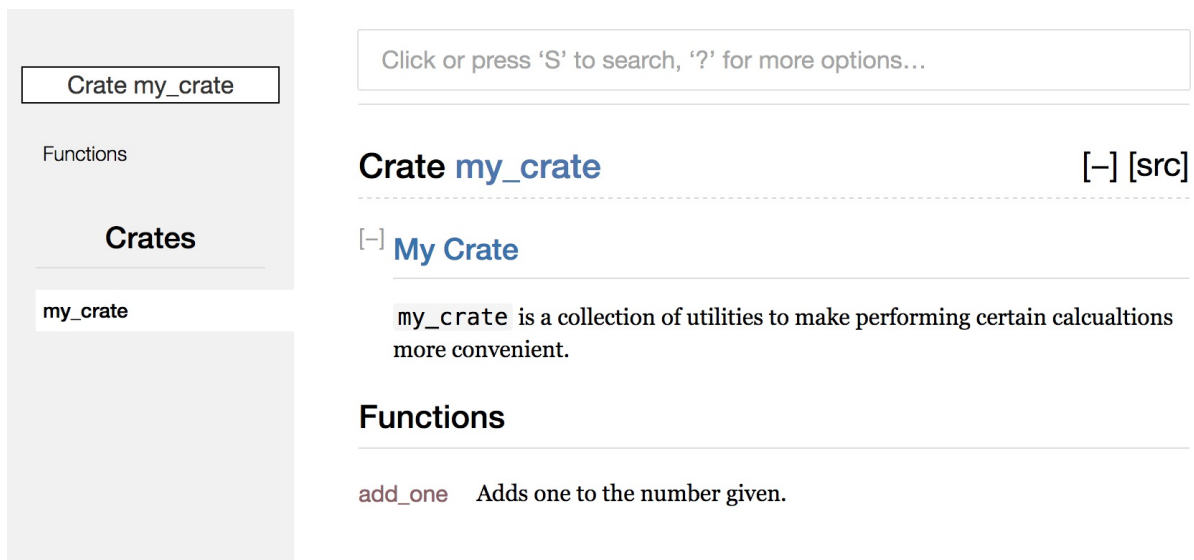 Crate my_crate
Functions
Crates
my_crate
Click or press ‘S’ to search, ‘?’ for more options…
Crate my_crate [–] [src]
[–] My Crate
my_crate is a collection of utilities to make performing certain calcualtions
more convenient.
Functions
add_one Adds one to the number given.